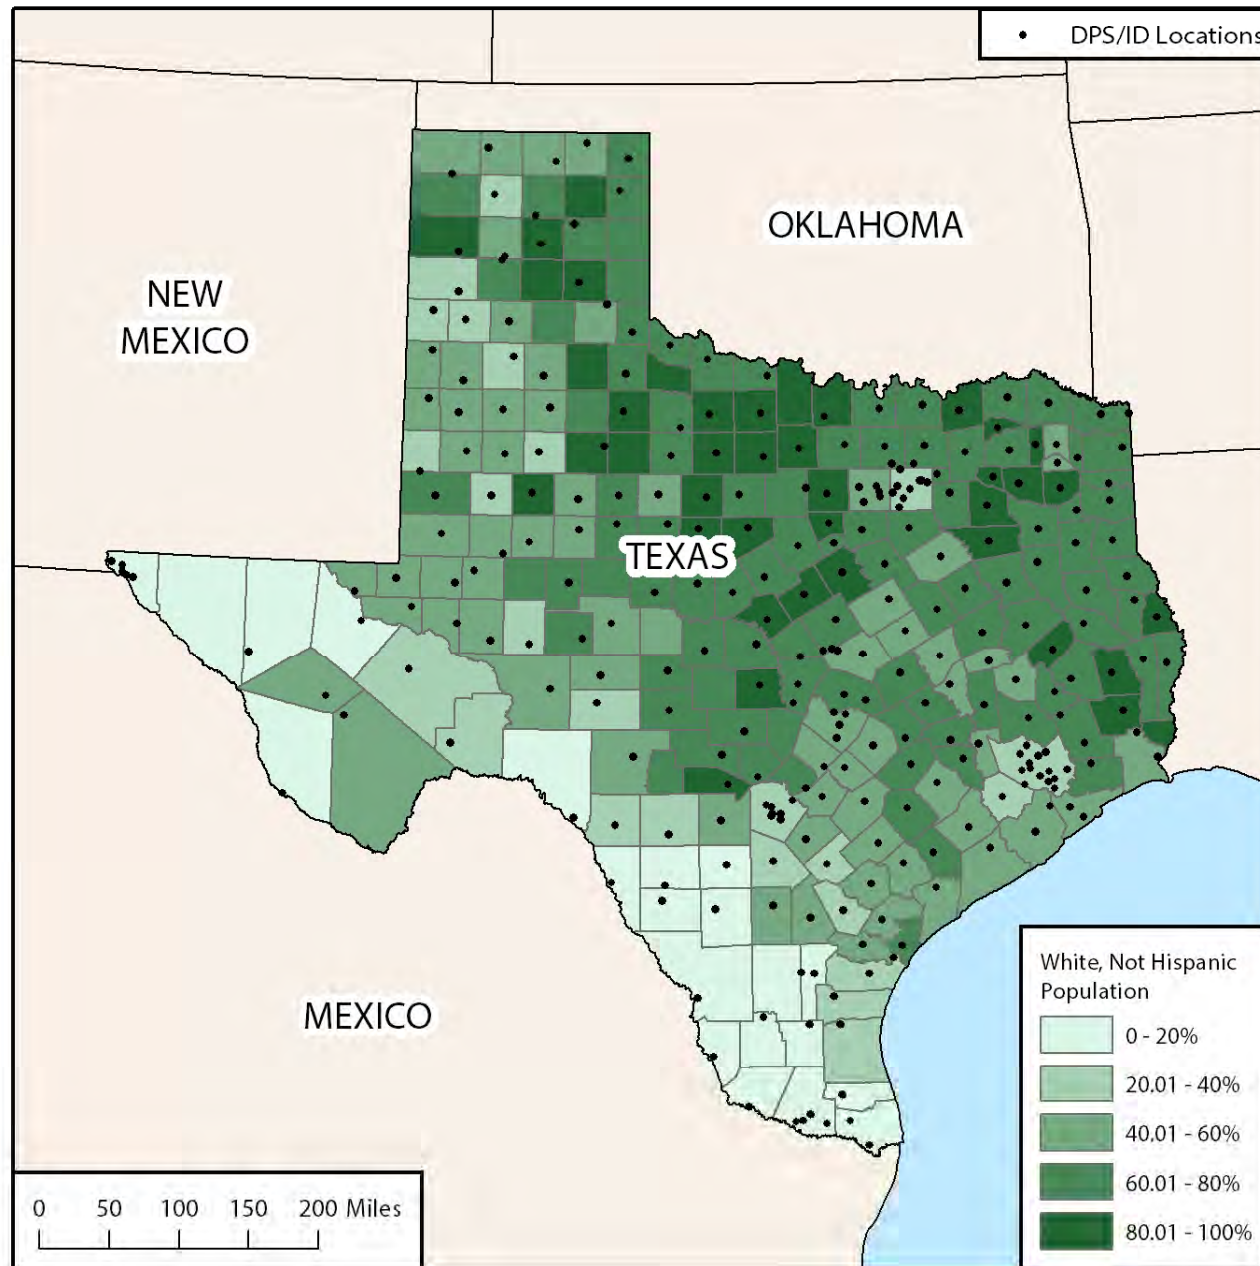 DPS/ID Locations
OKLAHOMA
NEW
MEXICO
TEXAS
MEXICO
White, Not Hispanic
Population
0 - 20%
20.01 - 40%
40.01 - 60%
60.01 - 80%
80.01 - 100%
0 50 100 150 200 Miles